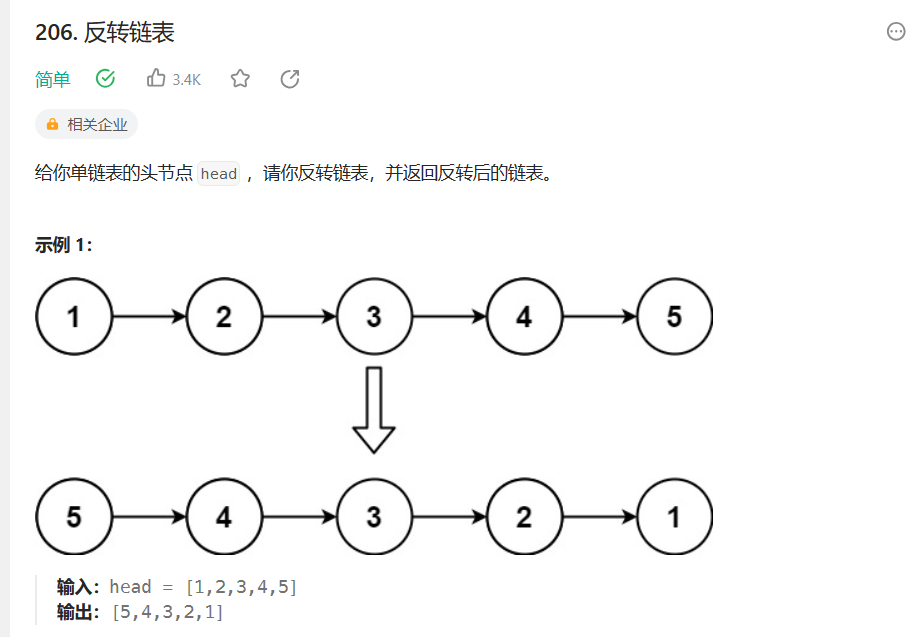 206. 反转链表
简单 3.4K
相关企业
给你单链表的头节点 head ，请你反转链表，并返回反转后的链表。
示例 1：
1 2 3 4 5
5 4 3 2 1
输入：head = [1,2,3,4,5]
输出：[5,4,3,2,1]